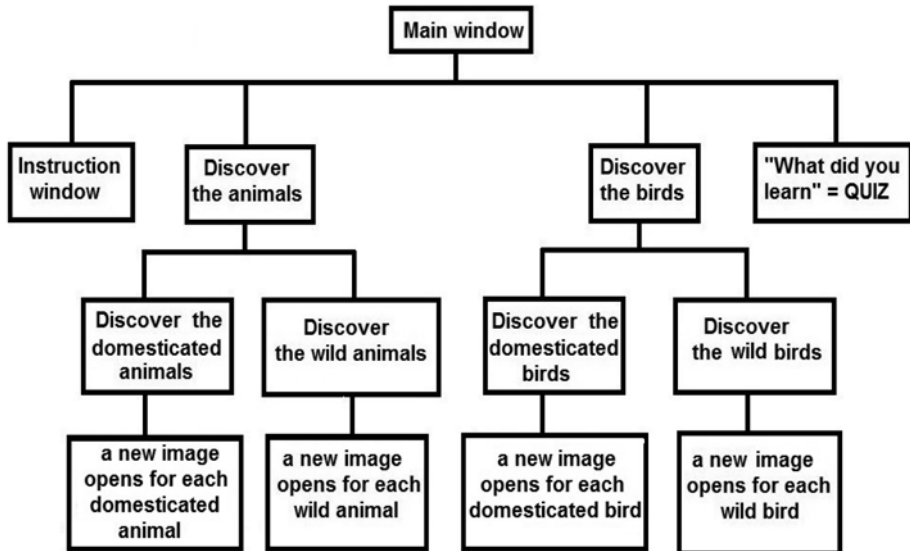 Main window
Instruction
window
Discover
the animals
Discover
the birds
"What did you
learn" = QUIZ
Discover the
domesticated
animals
Discover
the wild animals
Discover the
domesticated
birds
Discover
the wild birds
a new image
opens for each
domesticated
animal
a new image
opens for each
wild animal
a new image
opens for each
domesticated bird
a new image
opens for each
wild bird